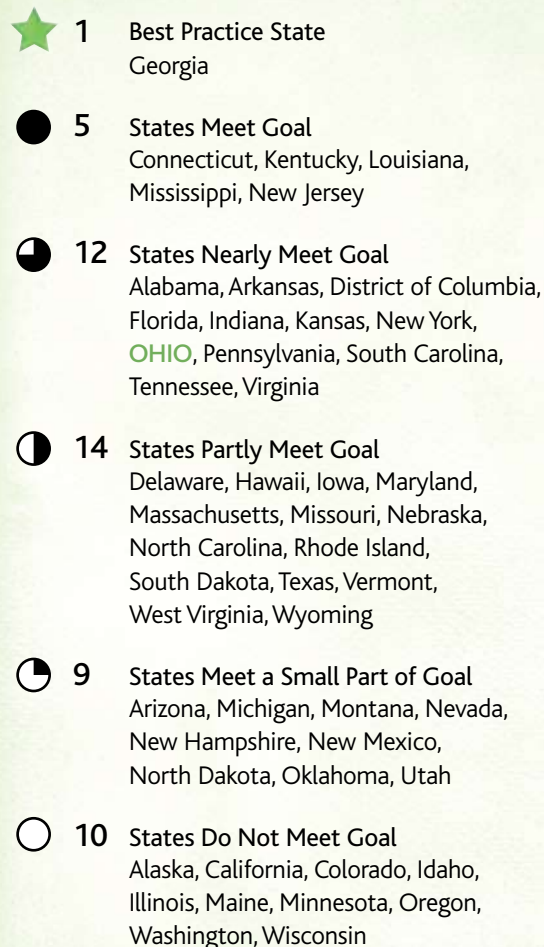 1 Best Practice State
Georgia
5 States Meet Goal
Connecticut, Kentucky, Louisiana,
Mississippi, New Jersey
12 States Nearly Meet Goal
Alabama, Arkansas, District of Columbia,
Florida, Indiana, Kansas, New York,
OHIO, Pennsylvania, South Carolina,
Tennessee, Virginia
14 States Partly Meet Goal
Delaware, Hawaii, Iowa, Maryland,
Massachusetts, Missouri, Nebraska,
North Carolina, Rhode Island,
South Dakota, Texas, Vermont,
West Virginia, Wyoming
9 States Meet a Small Part of Goal
Arizona, Michigan, Montana, Nevada,
New Hampshire, New Mexico,
North Dakota, Oklahoma, Utah
10 States Do Not Meet Goal
Alaska, California, Colorado, Idaho,
Illinois, Maine, Minnesota, Oregon,
Washington, Wisconsin